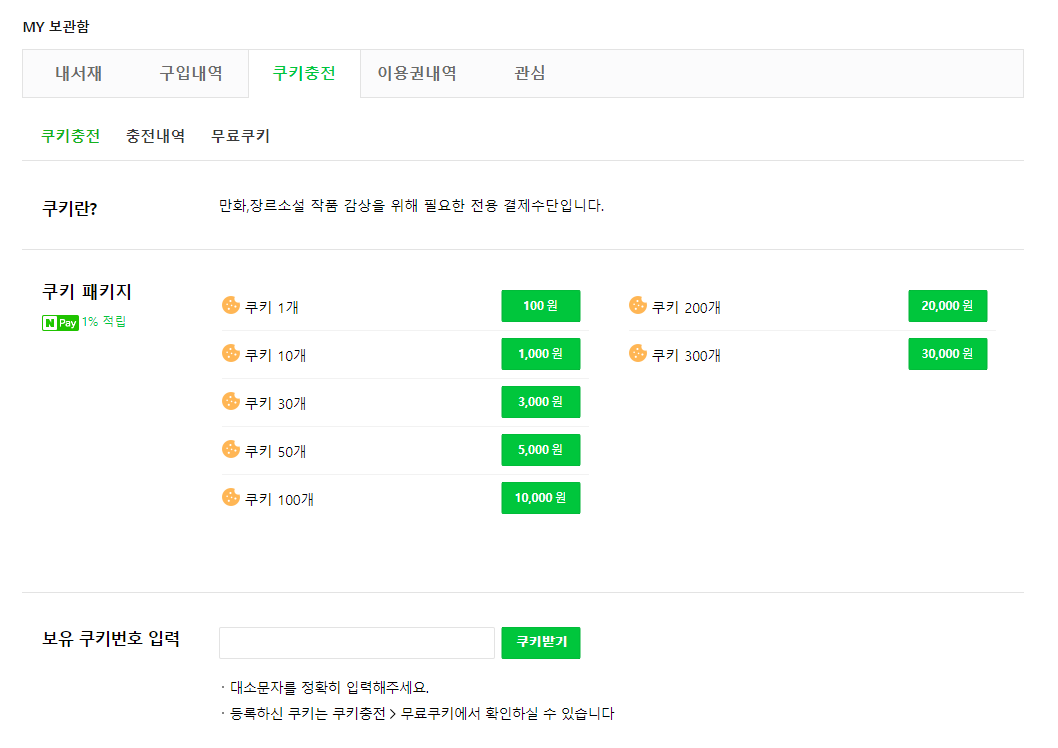 MY 보관함
내서재 구입내역 쿠키충전 이용권내역 관심
쿠키충전 충전내역 무료쿠키
쿠키란? 만화,장르소설 작품 감상을 위해 필요한 전용 결제수단입니다.
쿠키 패키지
N Pay 1% 적립
쿠키 1개 100 원
쿠키 10개 1,000 원
쿠키 30개 3,000 원
쿠키 50개 5,000 원
쿠키 100개 10,000 원
쿠키 200개 20,000 원
쿠키 300개 30,000 원
보유 쿠키번호 입력 쿠키받기
· 대소문자를 정확히 입력해주세요.
· 등록하신 쿠키는 쿠키충전 > 무료쿠키에서 확인하실 수 있습니다